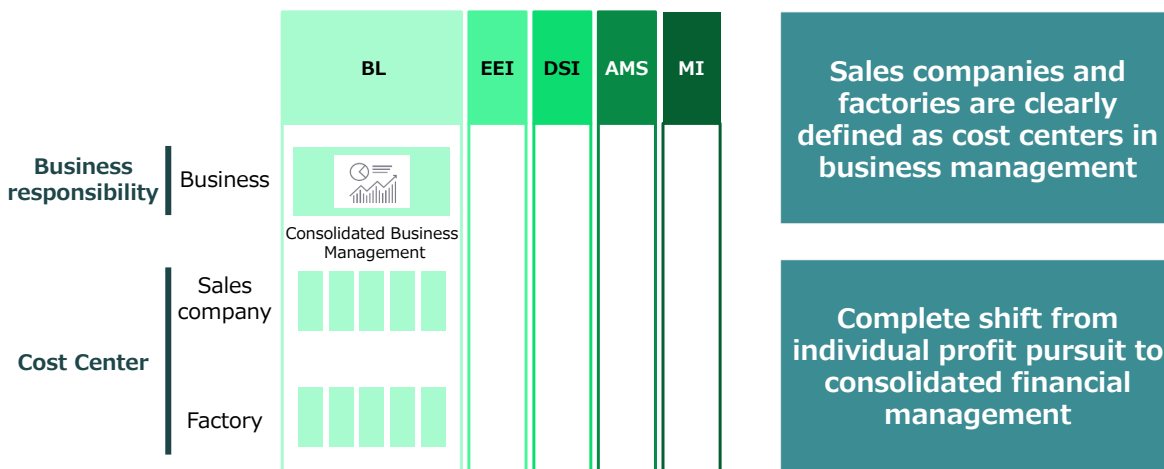 BL
EEI
DSI
AMS
MI
Business
responsibility
Business
Consolidated Business
Management
Cost Center
Sales
company
Factory
Sales companies and
factories are clearly
defined as cost centers in
business management
Complete shift from
individual profit pursuit to
consolidated financial
management